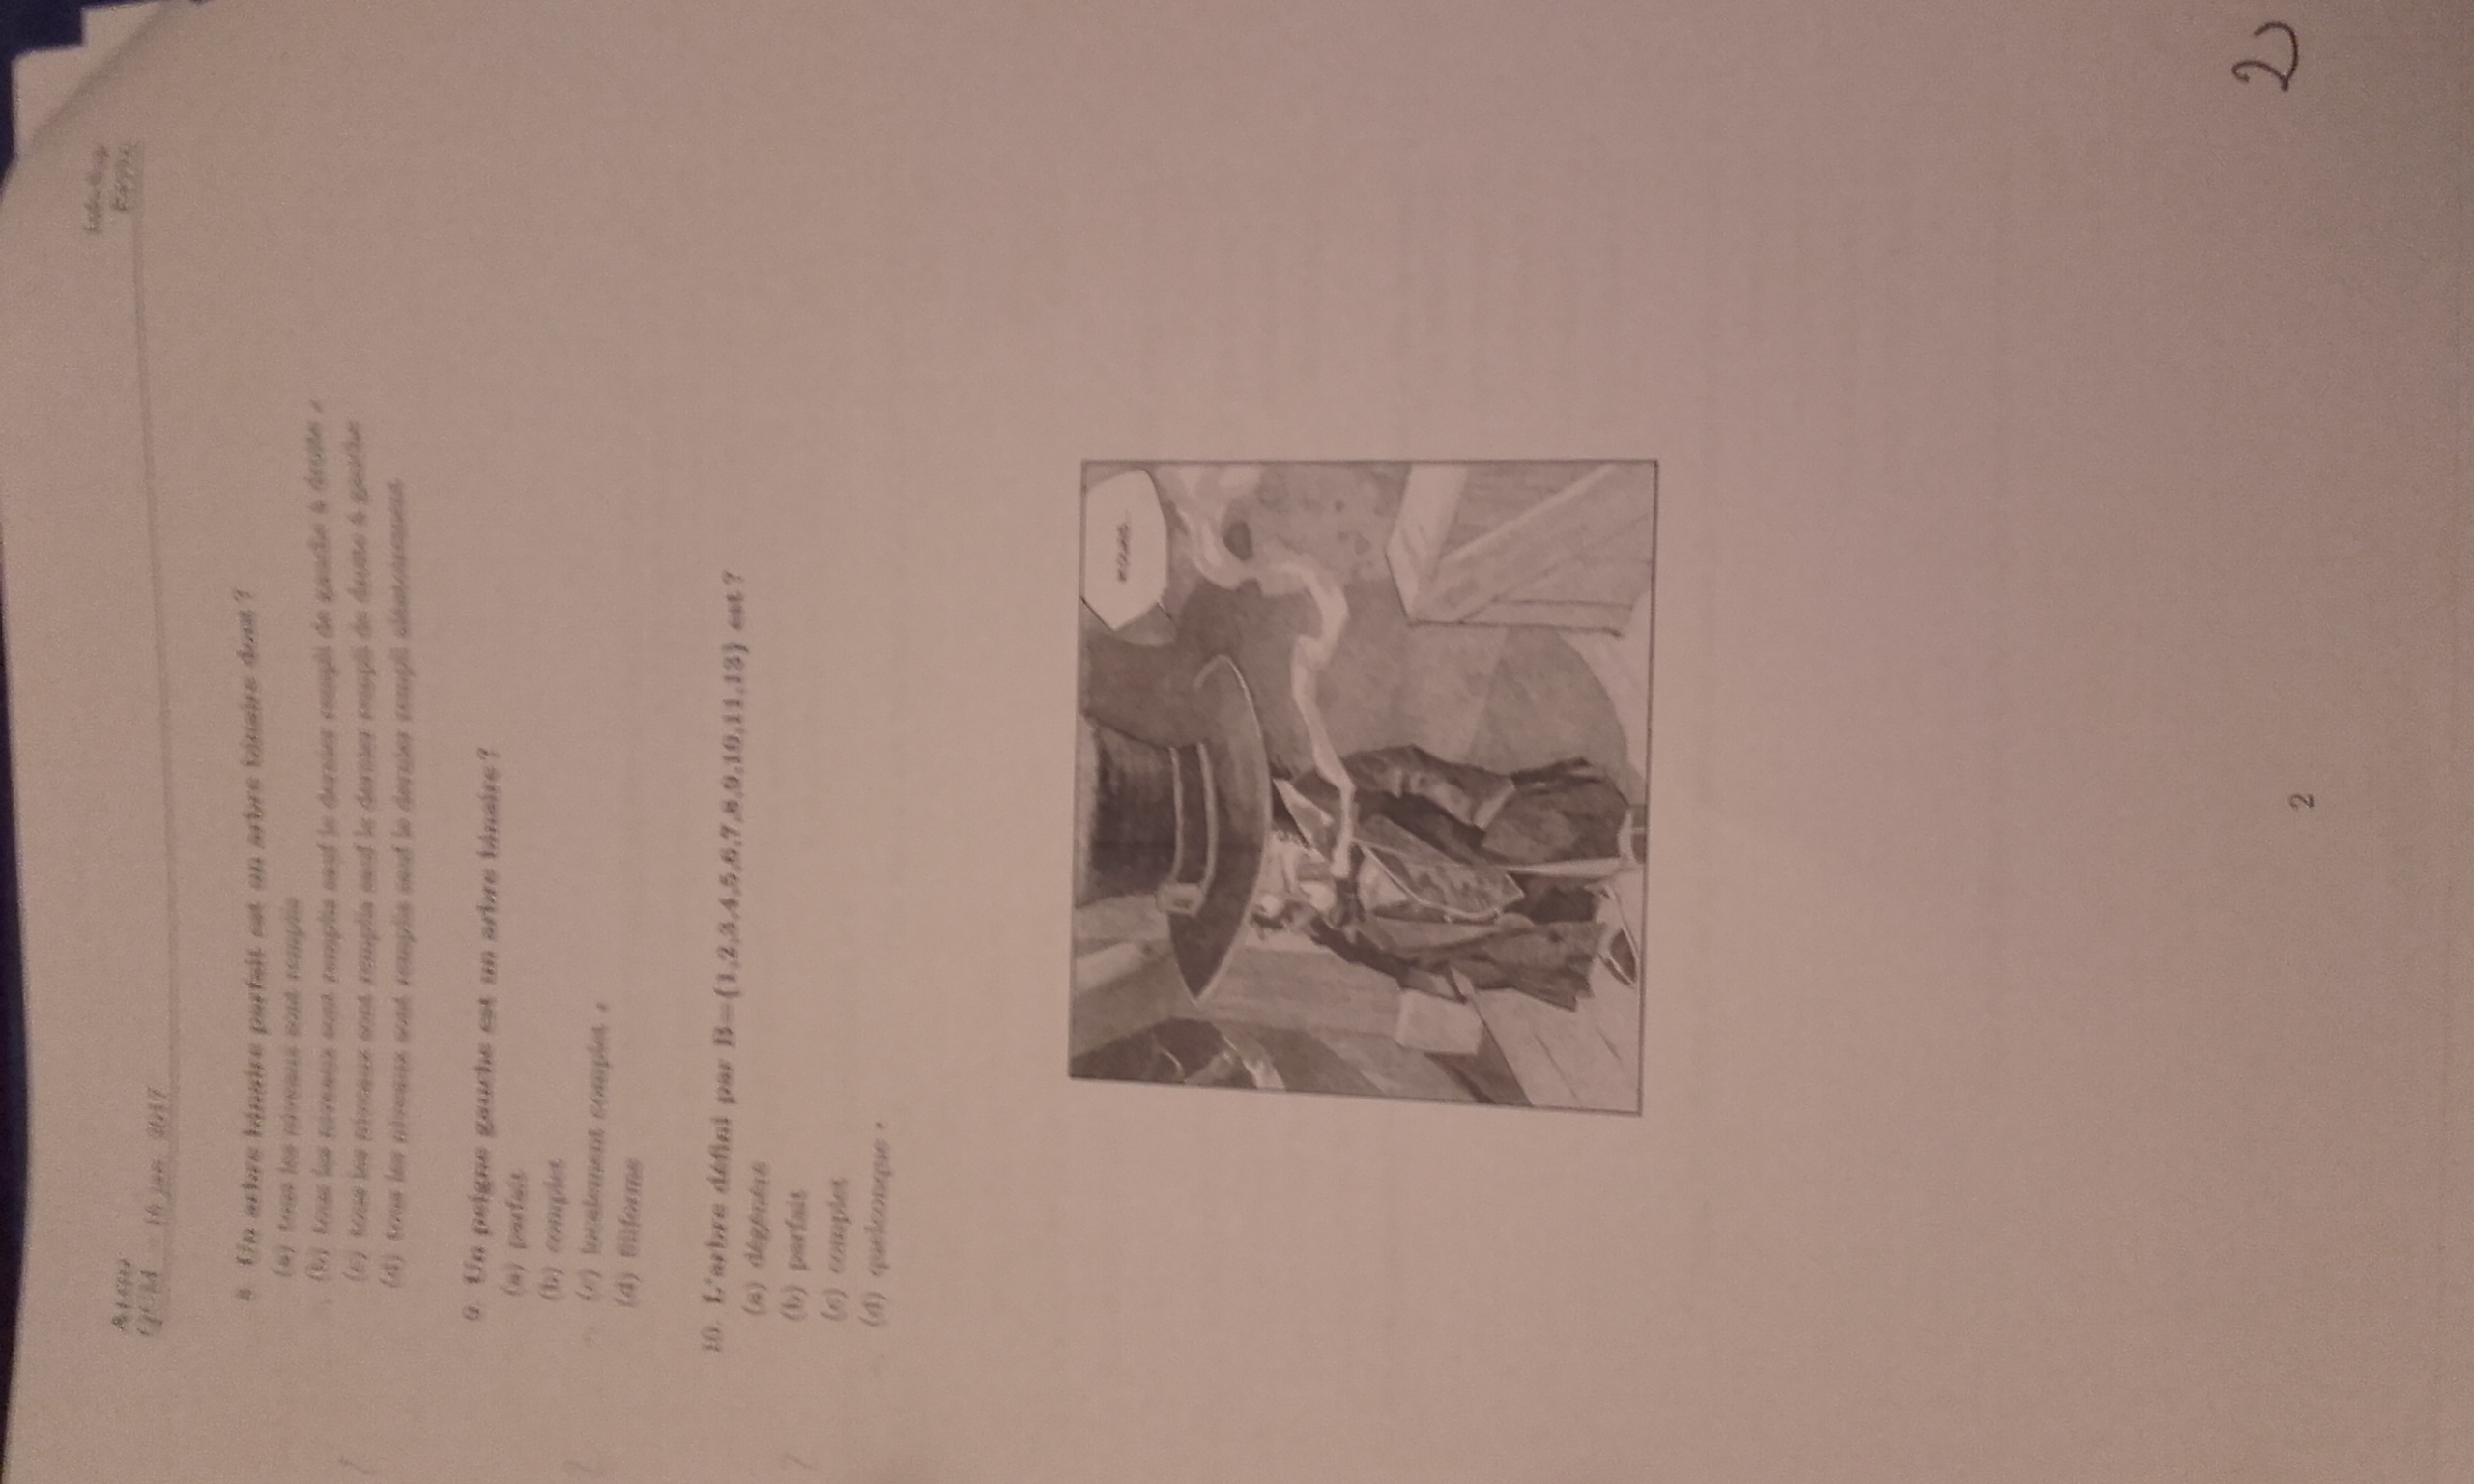 Algo
QCM - 16 jan. 2017
Epita
8. Un arbre binaire parfait est un arbre binaire dont?
(a) tous les niveaux sont remplis
(b) tous les niveaux sont remplis sauf le dernier rempli de gauche à droite
(c) tous les niveaux sont remplis sauf le dernier rempli de droite à gauche
(d) tous les niveaux sont remplis sauf le dernier rempli aléatoirement
9. Un peigne gauche est un arbre binaire?
(a) parfait
(b) complet
(c) localement complet
(d) filiforme
10. L'arbre défini par B={1,2,3,4,5,6,7,8,9,10,11,13} est?
(a) dégénéré
(b) parfait
(c) complet
(d) quelconque
2
2